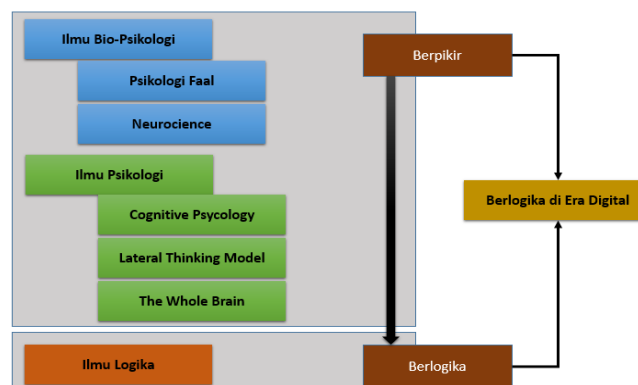 Ilmu Bio-Psikologi
Psikologi Faal
Neurocience
Ilmu Psikologi
Cognitive Psycology
Lateral Thinking Model
The Whole Brain
Ilmu Logika
Berpikir
Berlogika
Berlogika di Era Digital